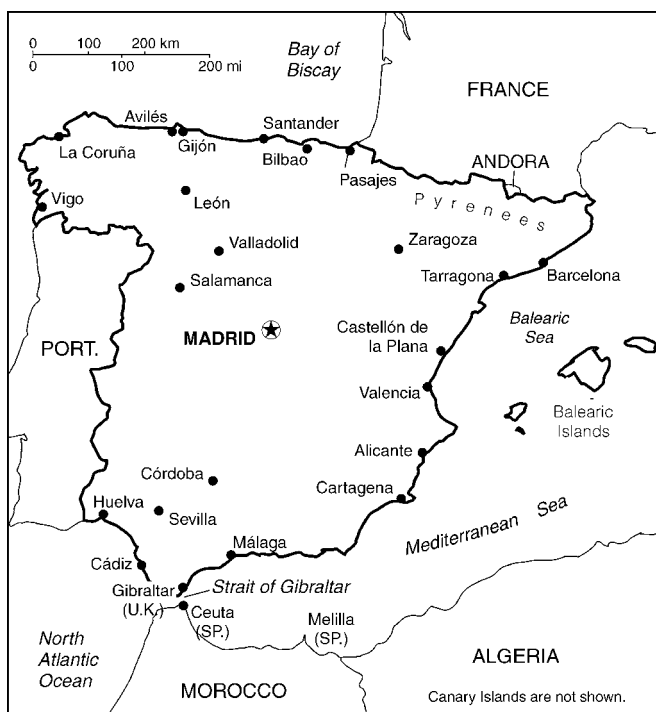 0 100 200 km
0 100 200 mi
Bay of
Biscay
FRANCE
Avilés
Santander
La Coruña
Gijón
Bilbao
Pasajes
ANDORA
Pyrenees
Vigo
León
Valladolid
Zaragoza
Salamanca
Tarragona
Barcelona
MADRID
Castellón de
la Plana
Balearic
Sea
PORT.
Valencia
Balearic
Islands
Alicante
Córdoba
Cartagena
Huelva
Sevilla
Mediterranean Sea
Málaga
Cádiz
Gibraltar
(U.K.)
Strait of Gibraltar
Ceuta
(SP.)
Melilla
(SP.)
North
Atlantic
Ocean
MOROCCO
ALGERIA
Canary Islands are not shown.